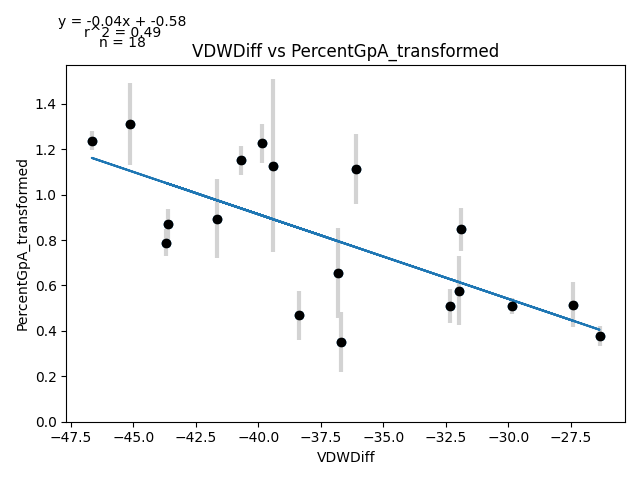 y = -0.04x + -0.58
r^2 = 0.49
n = 18
VDWDiff vs PercentGpA_transformed
PercentGpA_transformed
1.4
1.2
1.0
0.8
0.6
0.4
0.2
0.0
−47.5 −45.0 −42.5 −40.0 −37.5 −35.0 −32.5 −30.0 −27.5
VDWDiff